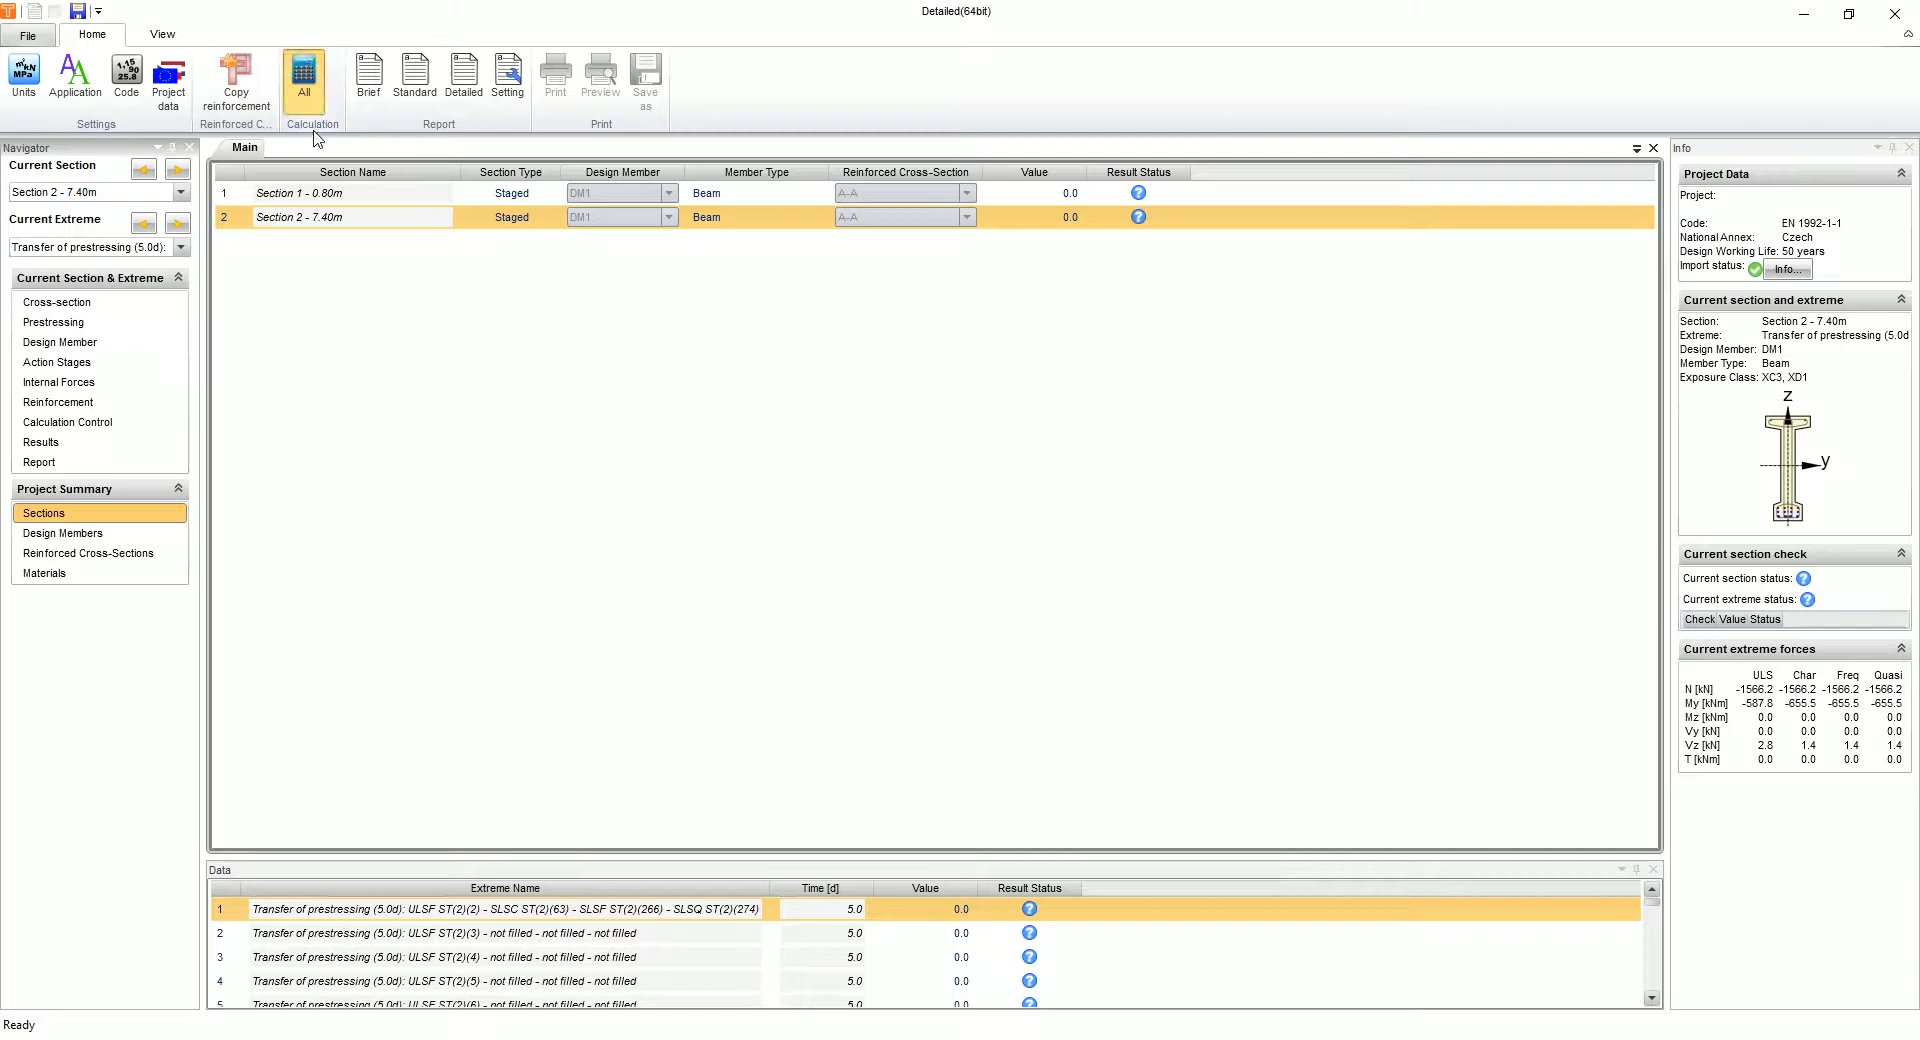 Detailed(64bit)
File Home View
Units Application Code Project data Copy reinforcement All Brief Standard Detailed Setting Print Preview Save as
Settings Reinforced C... Calculation Report Print
Navigator
Current Section
Section 2 - 7.40m
Current Extreme
Transfer of prestressing (5.0d):
Current Section & Extreme
Cross-section
Prestressing
Design Member
Action Stages
Internal Forces
Reinforcement
Calculation Control
Results
Report
Project Summary
Sections
Design Members
Reinforced Cross-Sections
Materials
Main
Section Name Section Type Design Member Member Type Reinforced Cross-Section Value Result Status
1 Section 1 - 0.80m Staged DM1 Beam A-A 0.0 ?
2 Section 2 - 7.40m Staged DM1 Beam A-A 0.0 ?
Data
Extreme Name Time [d] Value Result Status
1 Transfer of prestressing (5.0d): ULSF ST(2)(2) - SLSC ST(2)(63) - SLSF ST(2)(266) - SLSQ ST(2)(274) 5.0 0.0 ?
2 Transfer of prestressing (5.0d): ULSF ST(2)(3) - not filled - not filled - not filled 5.0 0.0 ?
3 Transfer of prestressing (5.0d): ULSF ST(2)(4) - not filled - not filled - not filled 5.0 0.0 ?
4 Transfer of prestressing (5.0d): ULSF ST(2)(5) - not filled - not filled - not filled 5.0 0.0 ?
5 Transfer of prestressing (5.0d): ULSF ST(2)(6) - not filled - not filled - not filled 5.0 0.0 ?
Info
Project Data
Project:
Code: EN 1992-1-1
National Annex: Czech
Design Working Life: 50 years
Import status: Info...
Current section and extreme
Section: Section 2 - 7.40m
Extreme: Transfer of prestressing (5.0d
Design Member: DM1
Member Type: Beam
Exposure Class: XC3, XD1
Z
y
Current section check
Current section status: ?
Current extreme status: ?
Check Value Status
Current extreme forces
ULS Char Freq Quasi
N [kN] -1566.2 -1566.2 -1566.2 -1566.2
My [kNm] -587.8 -655.5 -655.5 -655.5
Mz [kNm] 0.0 0.0 0.0 0.0
Vy [kN] 0.0 0.0 0.0 0.0
Vz [kN] 2.8 1.4 1.4 1.4
T [kNm] 0.0 0.0 0.0 0.0
Ready